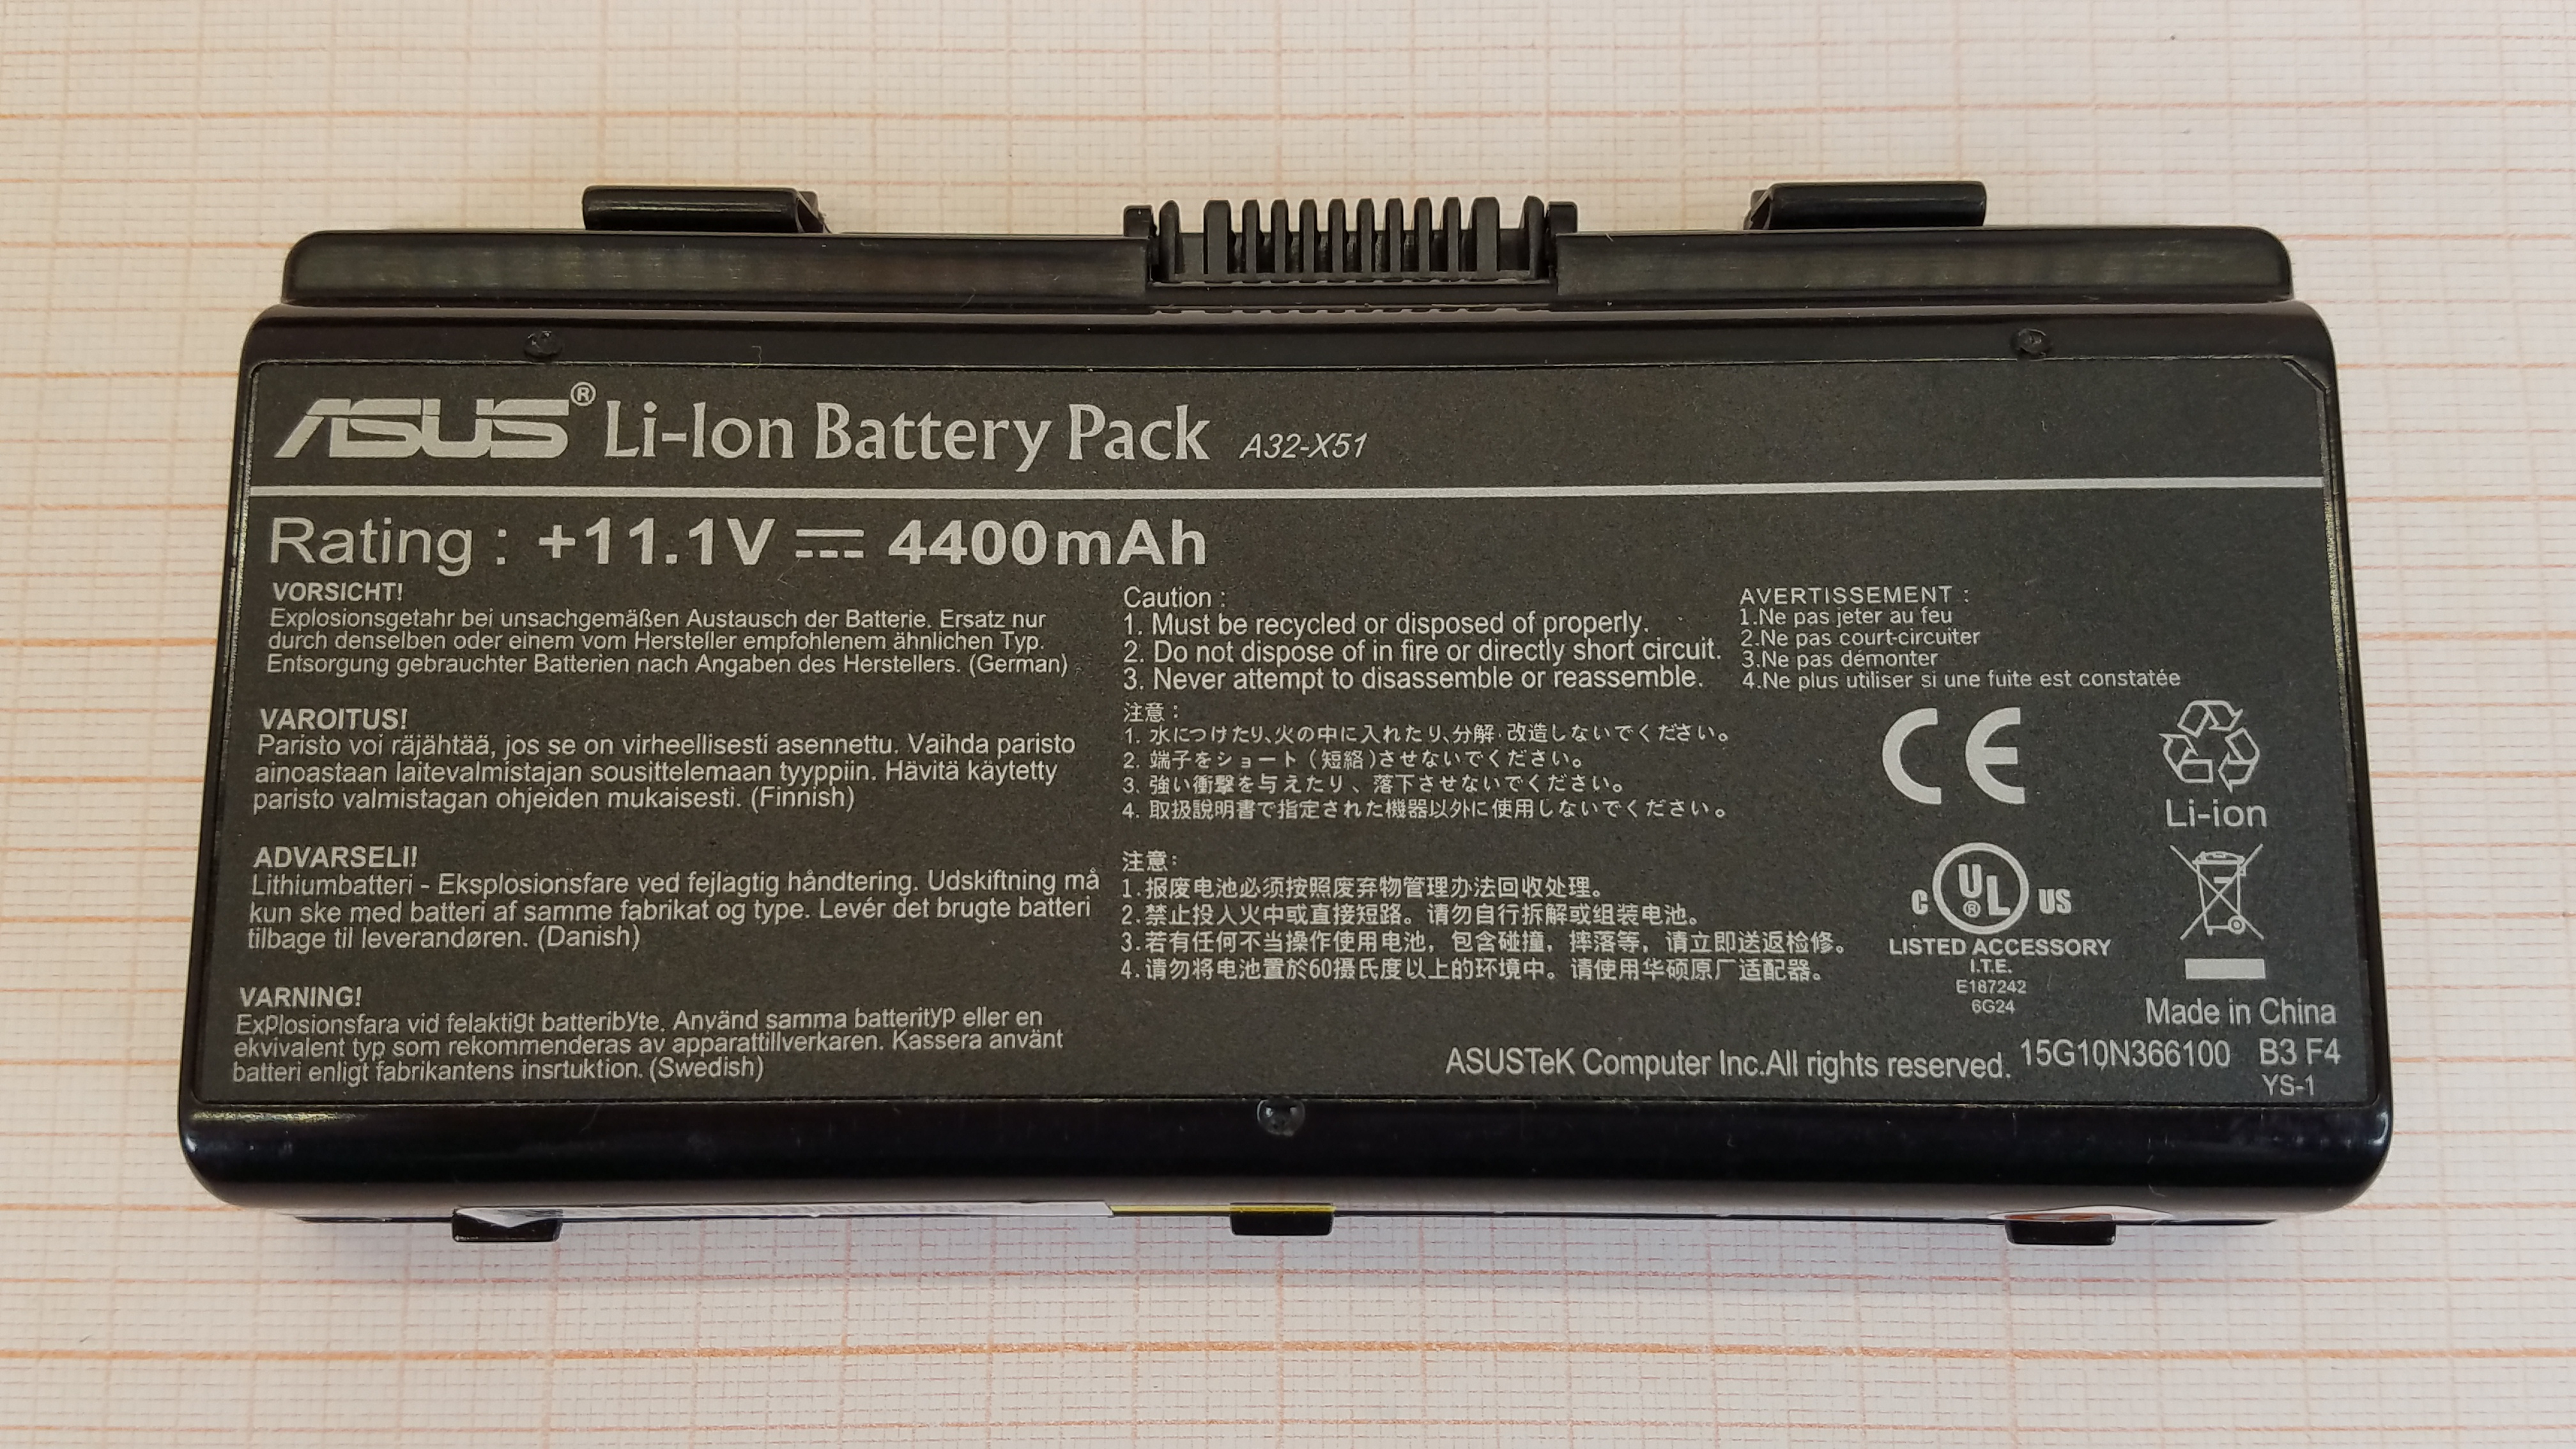 ASUS® Li-Ion Battery Pack A32-X51
Rating : +11.1V ⎓ 4400mAh
VORSICHT!
Explosionsgetahr bei unsachgemäßen Austausch der Batterie. Ersatz nur
durch denselben oder einem vom Hersteller empfohlenem ähnlichen Typ.
Entsorgung gebrauchter Batterien nach Angaben des Herstellers. (German)
VAROITUS!
Paristo voi räjähtää, jos se on virheellisesti asennettu. Vaihda paristo
ainoastaan laitevalmistajan sousittelemaan tyyppiin. Hävitä käytetty
paristo valmistagan ohjeiden mukaisesti. (Finnish)
ADVARSELI!
Lithiumbatteri - Eksplosionsfare ved fejlagtig håndtering. Udskiftning må
kun ske med batteri af samme fabrikat og type. Levér det brugte batteri
tilbage til leverandøren. (Danish)
VARNING!
Explosionsfara vid felaktigt batteribyte. Använd samma batterityp eller en
ekvivalent typ som rekommenderas av apparattillverkaren. Kassera använt
batteri enligt fabrikantens insrtuktion. (Swedish)
Caution :
1. Must be recycled or disposed of properly.
2. Do not dispose of in fire or directly short circuit.
3. Never attempt to disassemble or reassemble.
注意：
1. 水につけたり、火の中に入れたり、分解・改造しないでください。
2. 端子をショート（短絡）させないでください。
3. 強い衝撃を与えたり、落下させないでください。
4. 取扱説明書で指定された機器以外に使用しないでください。
注意：
1. 报废电池必须按照废弃物管理办法回收处理。
2. 禁止投入火中或直接短路。请勿自行拆解或组装电池。
3. 若有任何不当操作使用电池，包含碰撞，摔落等，请立即送返检修。
4. 请勿将电池置於60摄氏度以上的环境中。请使用华硕原厂适配器。
AVERTISSEMENT :
1.Ne pas jeter au feu
2.Ne pas court-circuiter
3.Ne pas démonter
4.Ne plus utiliser si une fuite est constatée
CE
Li-ion
C UL® US
LISTED ACCESSORY
I.T.E.
E187242
6G24
Made in China
ASUSTeK Computer Inc.All rights reserved. 15G10N366100 B3 F4
YS-1